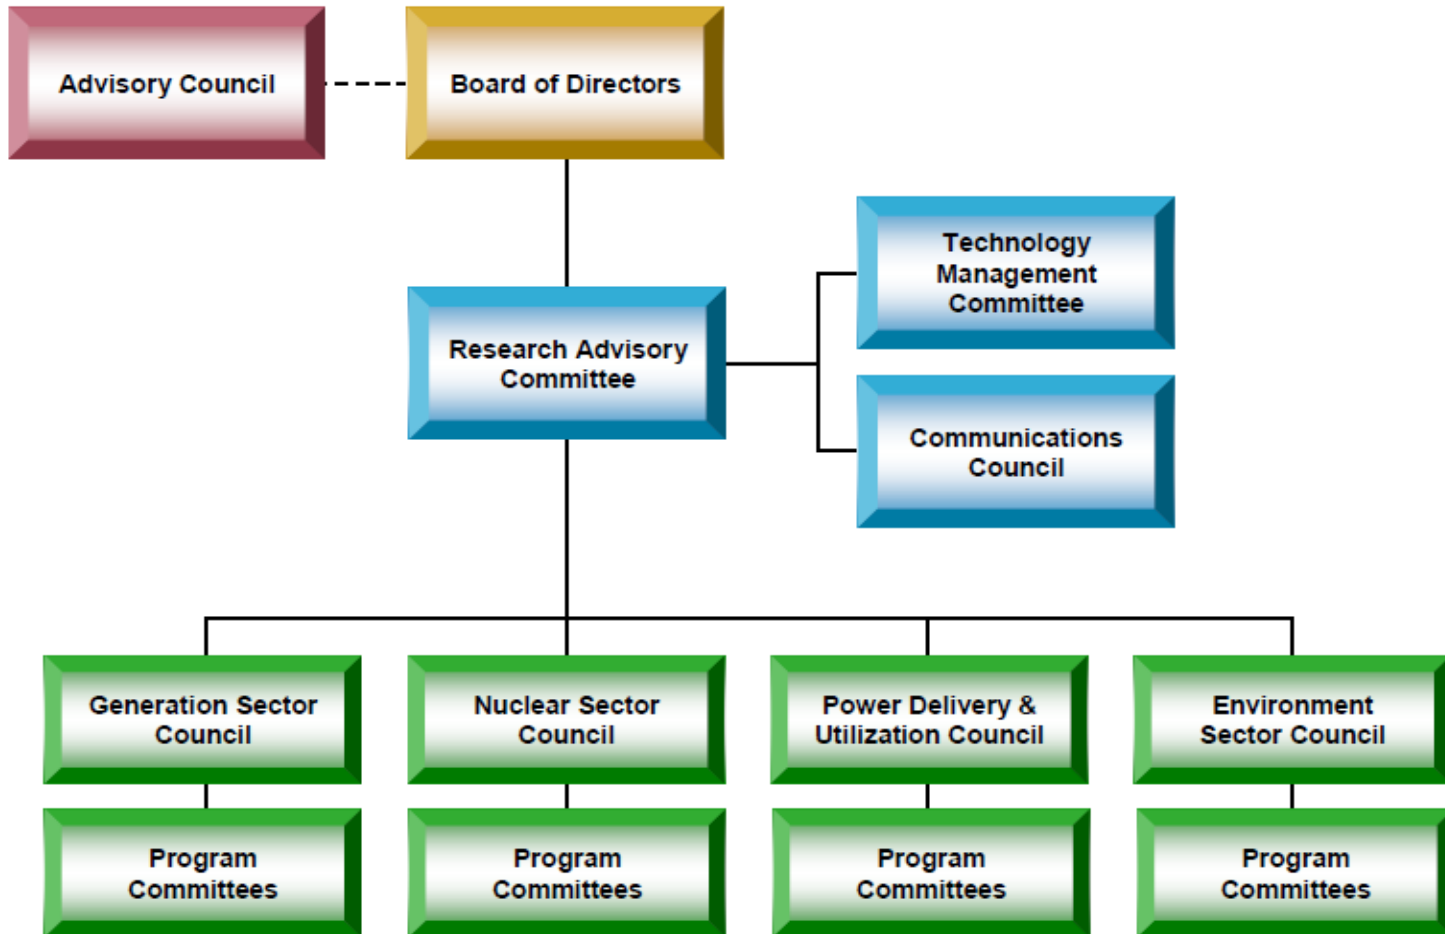 Advisory Council
Board of Directors
Technology
Management
Committee
Research Advisory
Committee
Communications
Council
Generation Sector
Council
Nuclear Sector
Council
Power Delivery &
Utilization Council
Environment
Sector Council
Program
Committees
Program
Committees
Program
Committees
Program
Committees